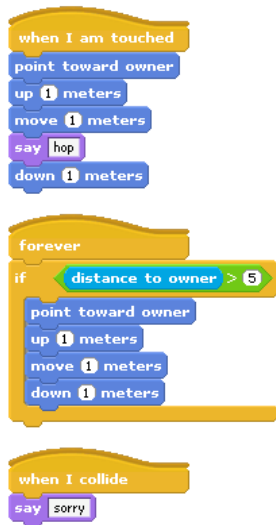 when I am touched
point toward owner
up 1 meters
move 1 meters
say hop
down 1 meters
forever
if distance to owner > 5
point toward owner
up 1 meters
move 1 meters
down 1 meters
when I collide
say sorry